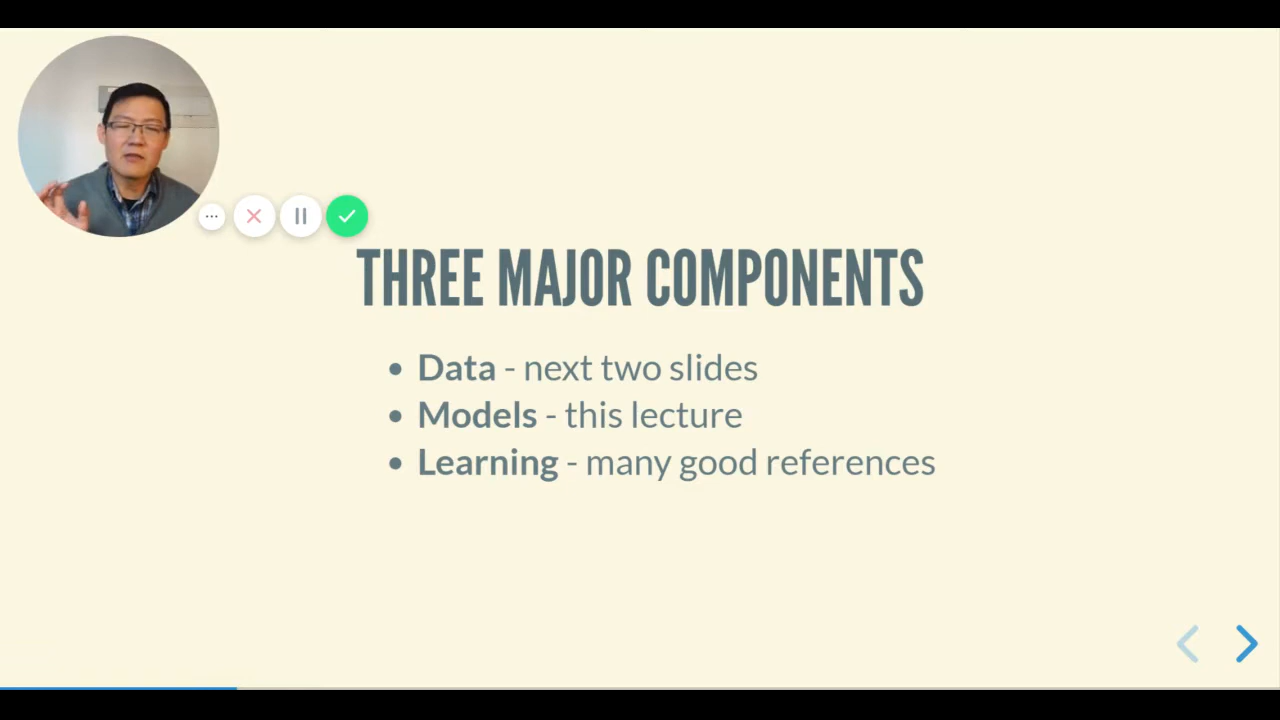 THREE MAJOR COMPONENTS
Data - next two slides
Models - this lecture
Learning - many good references